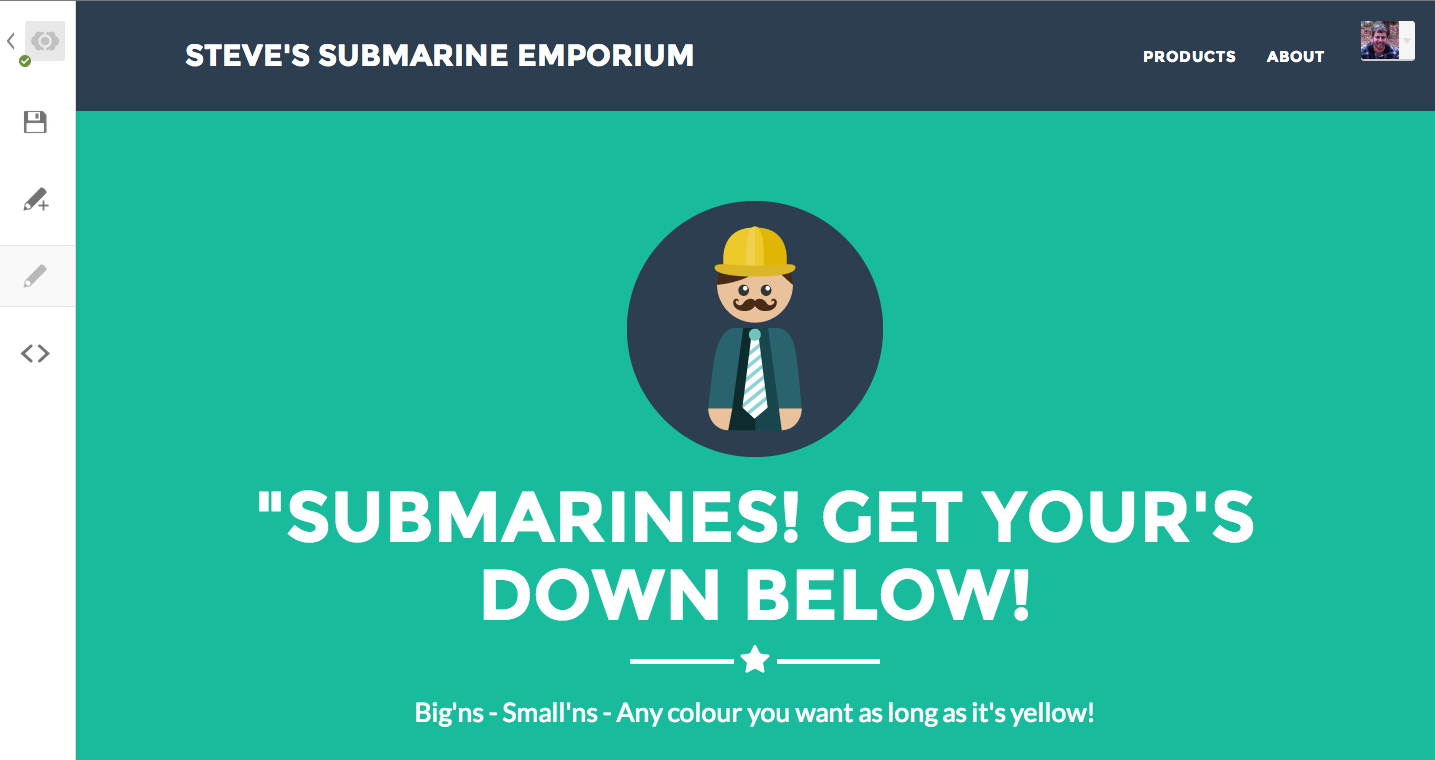 STEVE'S SUBMARINE EMPORIUM
PRODUCTS ABOUT
"SUBMARINES! GET YOUR'S
DOWN BELOW!
Big'ns - Small'ns - Any colour you want as long as it's yellow!